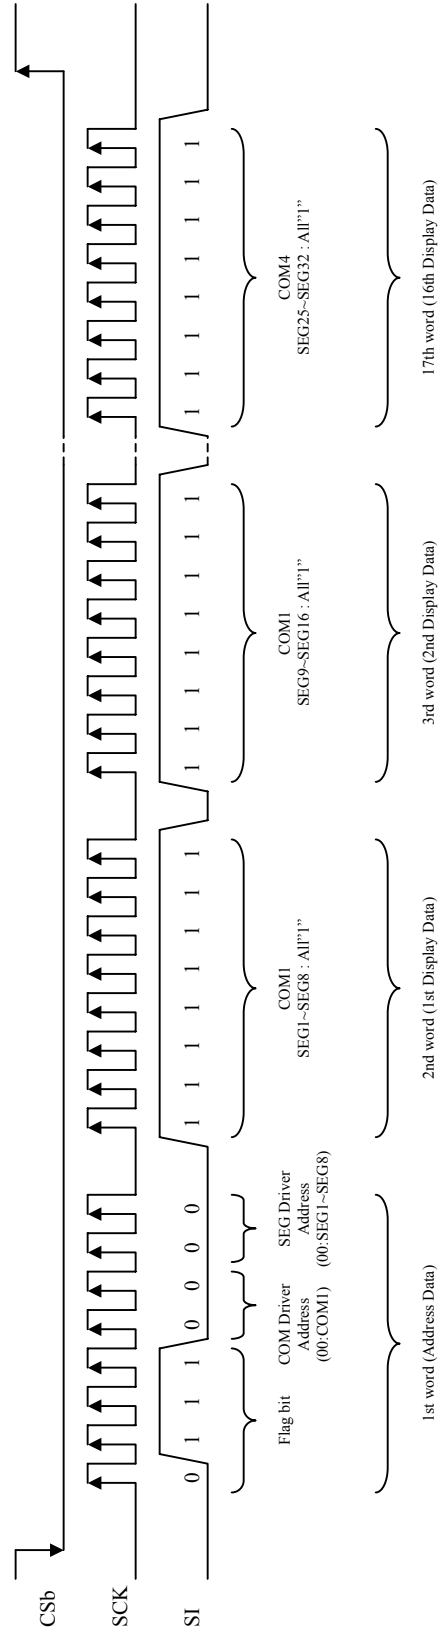 CSb
SCK
SI
0 1 1 1 0 0 0 0
1 1 1 1 1 1 1 1
1 1 1 1 1 1 1 1
1 1 1 1 1 1 1 1
Flag bit
COM Driver
Address
(00:COM1)
SEG Driver
Address
(00:SEG1~SEG8)
COM1
SEG1~SEG8 : All"1"
COM1
SEG9~SEG16 : All"1"
COM4
SEG25~SEG32 : All"1"
1st word (Address Data)
2nd word (1st Display Data)
3rd word (2nd Display Data)
17th word (16th Display Data)